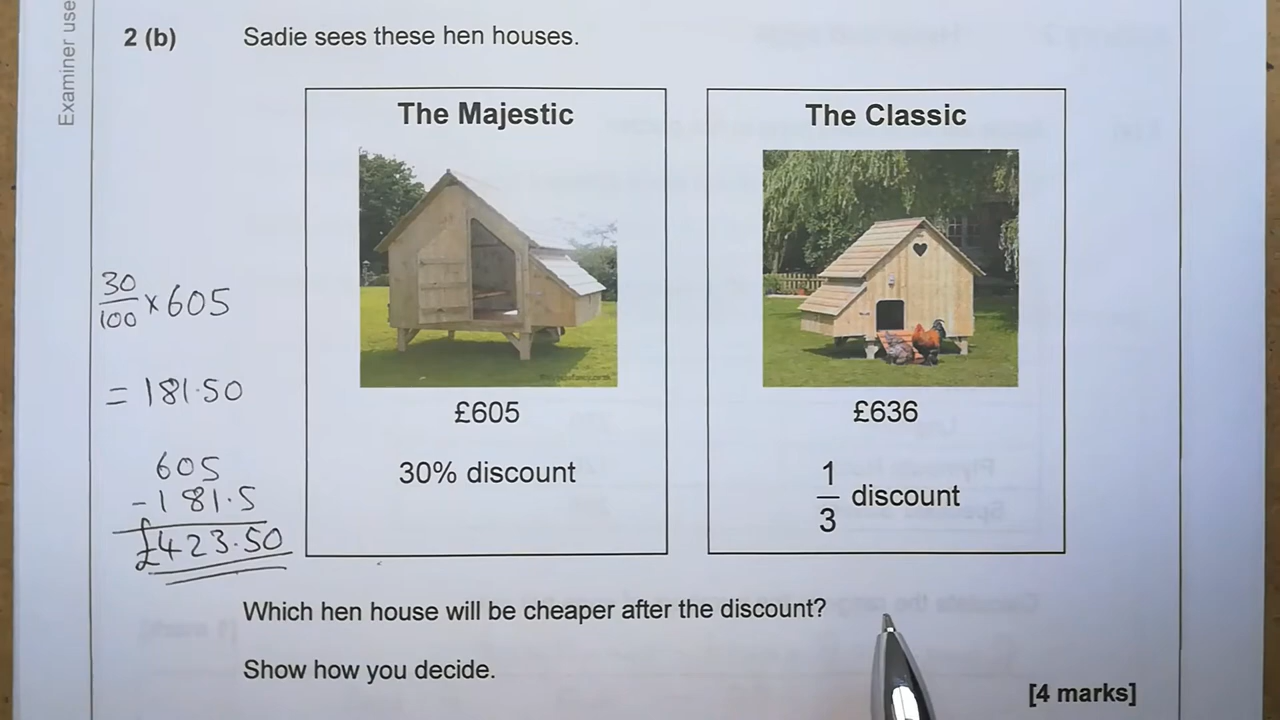 Examiner use
2 (b) Sadie sees these hen houses.
The Majestic
£605
30% discount
The Classic
£636
1/3 discount
30/100 × 605
= 181.50
605
- 181.5
£423.50
Which hen house will be cheaper after the discount?
Show how you decide.
[4 marks]